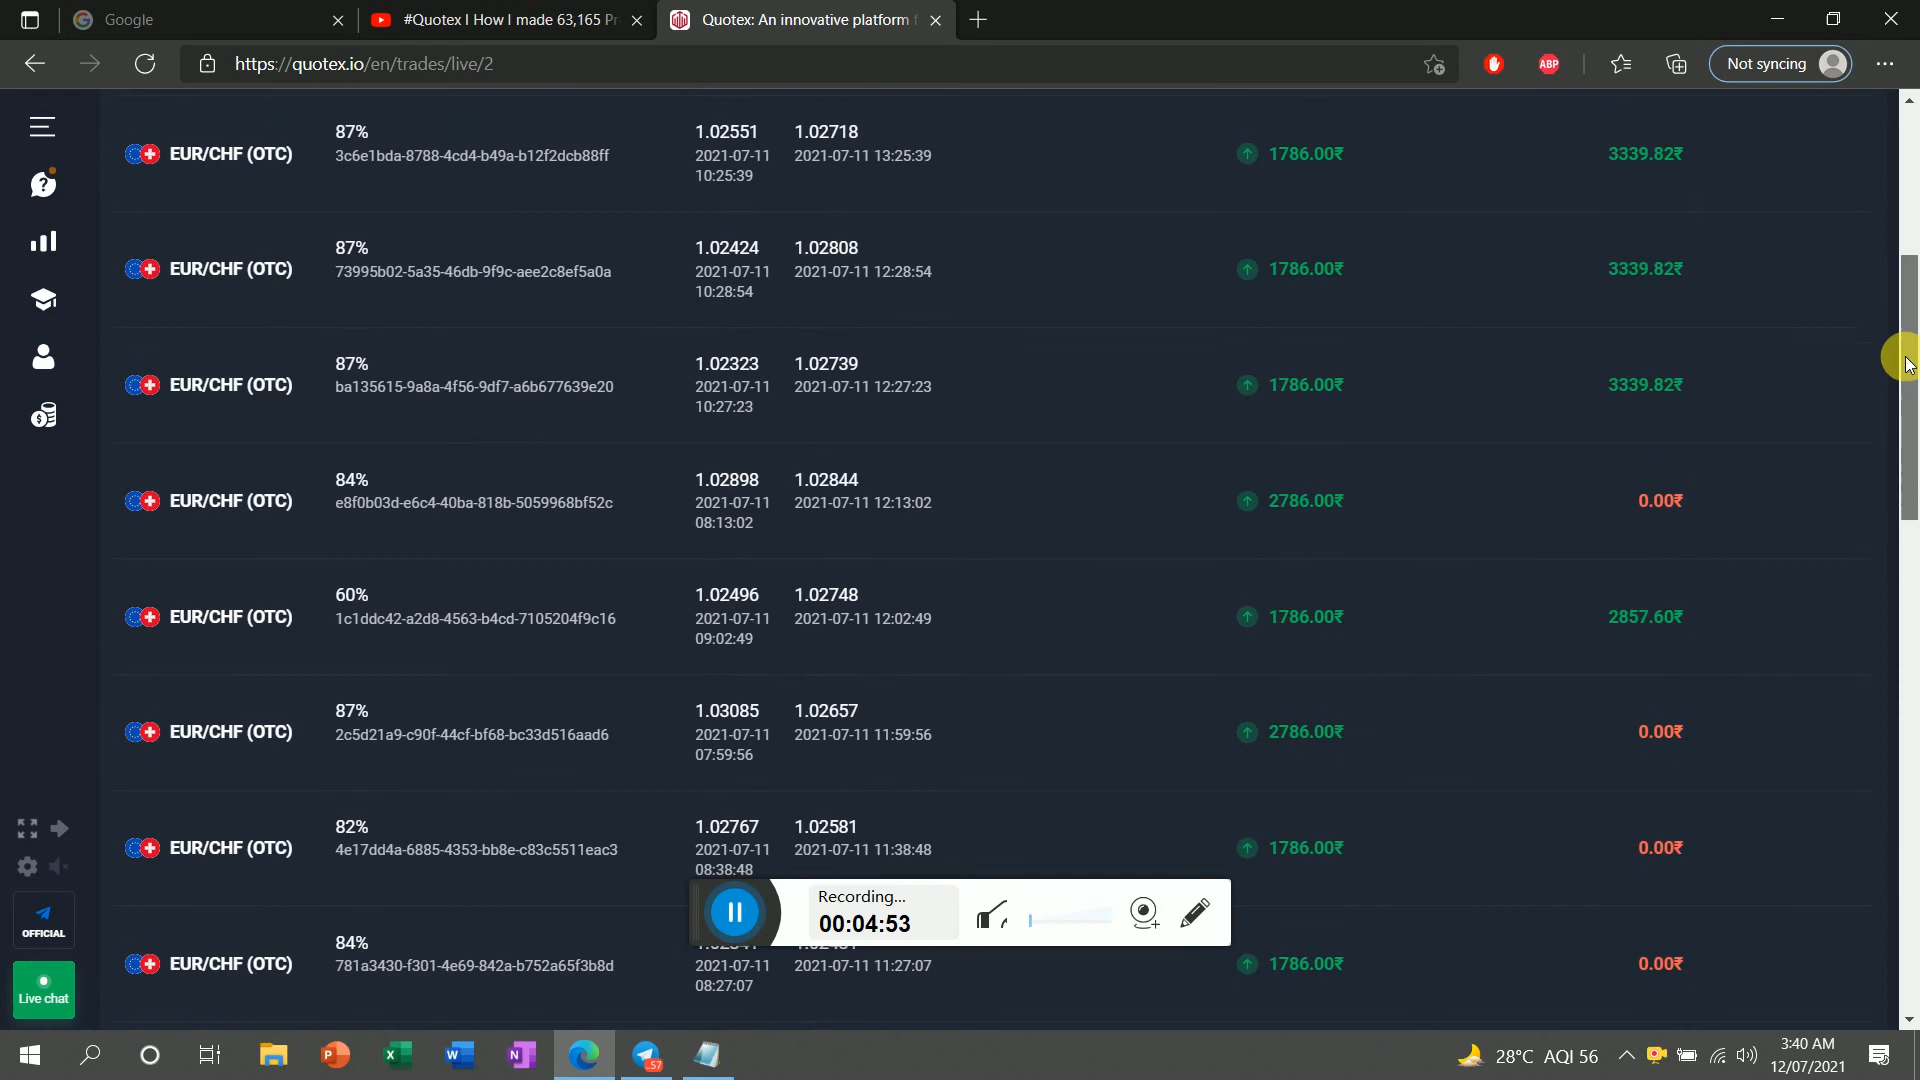 Google
#Quotex I How I made 63,165 Pr
Quotex: An innovative platform f
https://quotex.io/en/trades/live/2
ABP
Not syncing
EUR/CHF (OTC)
87%
3c6e1bda-8788-4cd4-b49a-b12f2dcb88ff
1.02551
2021-07-11
10:25:39
1.02718
2021-07-11 13:25:39
1786.00₹
3339.82₹
EUR/CHF (OTC)
87%
73995b02-5a35-46db-9f9c-aee2c8ef5a0a
1.02424
2021-07-11
10:28:54
1.02808
2021-07-11 12:28:54
1786.00₹
3339.82₹
EUR/CHF (OTC)
87%
ba135615-9a8a-4f56-9df7-a6b677639e20
1.02323
2021-07-11
10:27:23
1.02739
2021-07-11 12:27:23
1786.00₹
3339.82₹
EUR/CHF (OTC)
84%
e8f0b03d-e6c4-40ba-818b-5059968bf52c
1.02898
2021-07-11
08:13:02
1.02844
2021-07-11 12:13:02
2786.00₹
0.00₹
EUR/CHF (OTC)
60%
1c1ddc42-a2d8-4563-b4cd-7105204f9c16
1.02496
2021-07-11
09:02:49
1.02748
2021-07-11 12:02:49
1786.00₹
2857.60₹
EUR/CHF (OTC)
87%
2c5d21a9-c90f-44cf-bf68-bc33d516aad6
1.03085
2021-07-11
07:59:56
1.02657
2021-07-11 11:59:56
2786.00₹
0.00₹
EUR/CHF (OTC)
82%
4e17dd4a-6885-4353-bb8e-c83c5511eac3
1.02767
2021-07-11
08:38:48
1.02581
2021-07-11 11:38:48
1786.00₹
0.00₹
EUR/CHF (OTC)
84%
781a3430-f301-4e69-842a-b752a65f3b8d
2021-07-11
08:27:07
2021-07-11 11:27:07
1786.00₹
0.00₹
Recording...
00:04:53
OFFICIAL
Live chat
57
28°C AQI 56
3:40 AM
12/07/2021